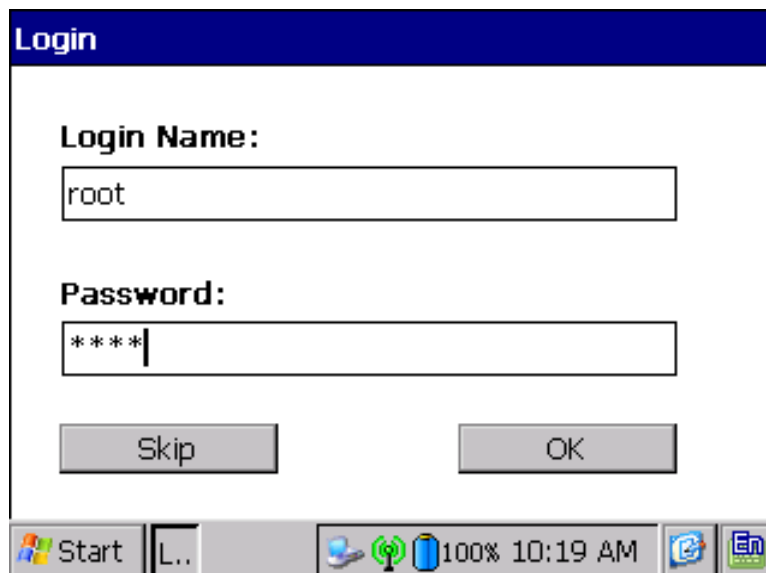 Login
Login Name:
root
Password:
****
Skip OK
Start L.. 100% 10:19 AM En